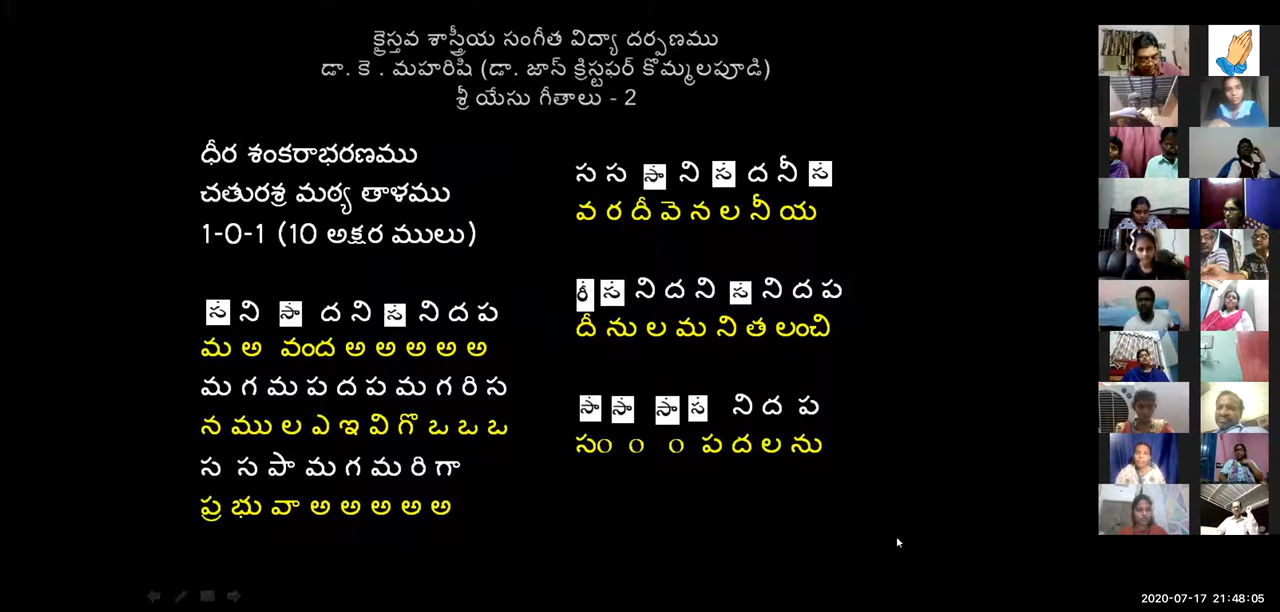 క్రైస్తవ శాస్త్రీయ సంగీత విద్యా దర్పణము
డా. కె . మహరిషి (డా. జాస్ క్రిస్టఫర్ కొమ్మలపూడి)
శ్రీ యేసు గీతాలు - 2
ధీర శంకరాభరణము
చతురశ్ర మఠ్య తాళము
1-0-1 (10 అక్షర ములు)
స̇ ని సా̇ ద ని స̇ ని ద ప
మ అ వంద అ అ అ అ అ
మ గ మ ప ద ప మ గ రి స
న ము ల ఎ ఇ వి గొ ఒ ఒ ఒ
స స పా మ గ మ రి గా
ప్ర భు వా అ అ అ అ అ
స స సా̇ ని స̇ ద నీ స̇
వ ర దీ వె న ల నీ య
రీ̇ స̇ ని ద ని స̇ ని ద ప
దీ ను ల మ ని త లంచి
సా̇ సా̇ సా̇ స̇ ని ద ప
సం ం ం ప ద ల ను
2020-07-17 21:48:05